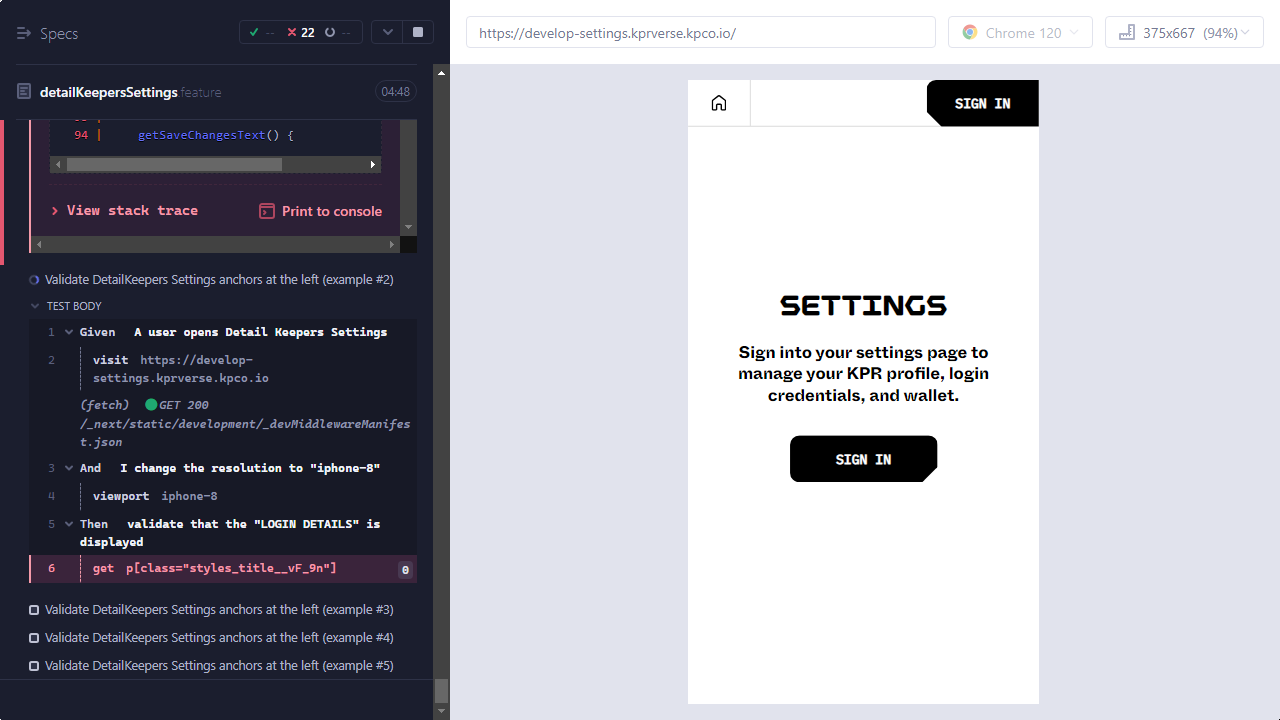 Specs
-- 22 --
detailKeepersSettings feature
04:48
94 | getSaveChangesText() {
View stack trace
Print to console
Validate DetailKeepers Settings anchors at the left (example #2)
TEST BODY
1 Given A user opens Detail Keepers Settings
2 visit https://develop-
settings.kprverse.kpco.io
(fetch) GET 200
/_next/static/development/_devMiddlewareManifes
t.json
3 And I change the resolution to "iphone-8"
4 viewport iphone-8
5 Then validate that the "LOGIN DETAILS" is
displayed
6 get p[class="styles_title__vF_9n"] 0
Validate DetailKeepers Settings anchors at the left (example #3)
Validate DetailKeepers Settings anchors at the left (example #4)
Validate DetailKeepers Settings anchors at the left (example #5)
https://develop-settings.kprverse.kpco.io/
Chrome 120
375x667 (94%)
SIGN IN
SETTINGS
Sign into your settings page to
manage your KPR profile, login
credentials, and wallet.
SIGN IN